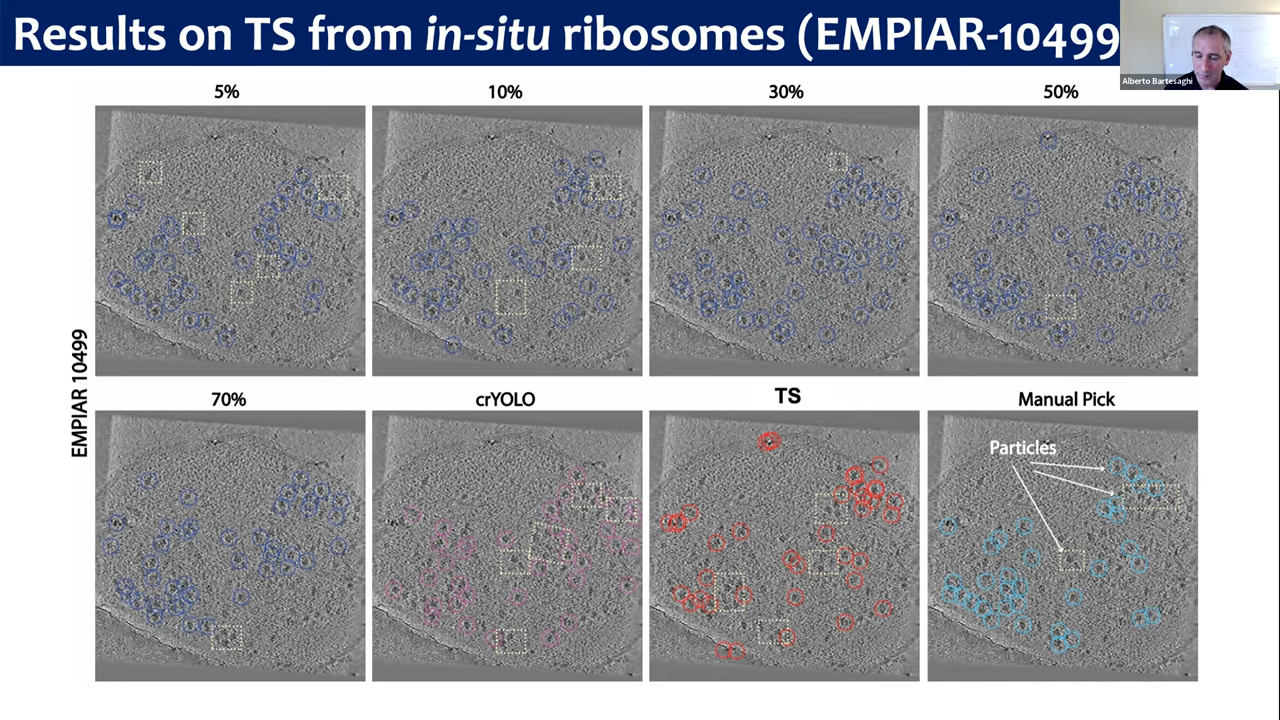 Results on TS from in-situ ribosomes (EMPIAR-10499
Alberto Bartesaghi
5% 10% 30% 50%
EMPIAR 10499
70% crYOLO TS Manual Pick
Particles